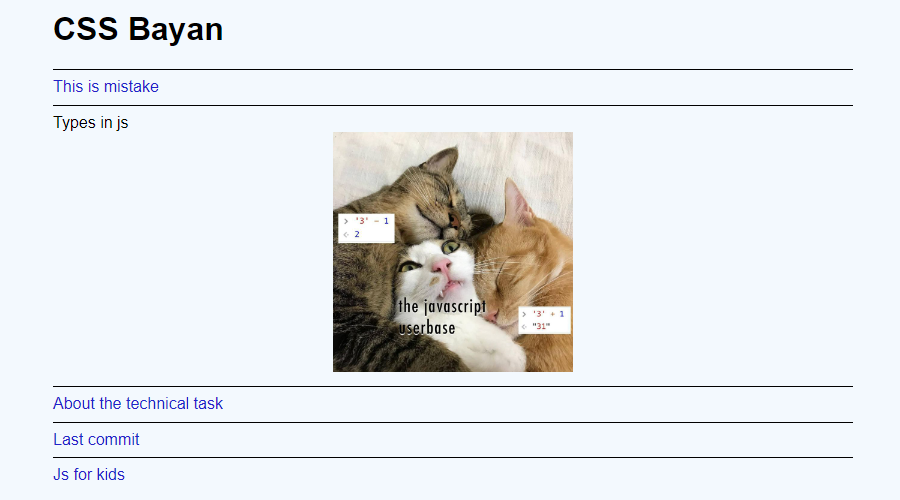 CSS Bayan
This is mistake
Types in js
> '3' - 1
< 2
the javascript
userbase
> '3' + 1
< "31"
About the technical task
Last commit
Js for kids